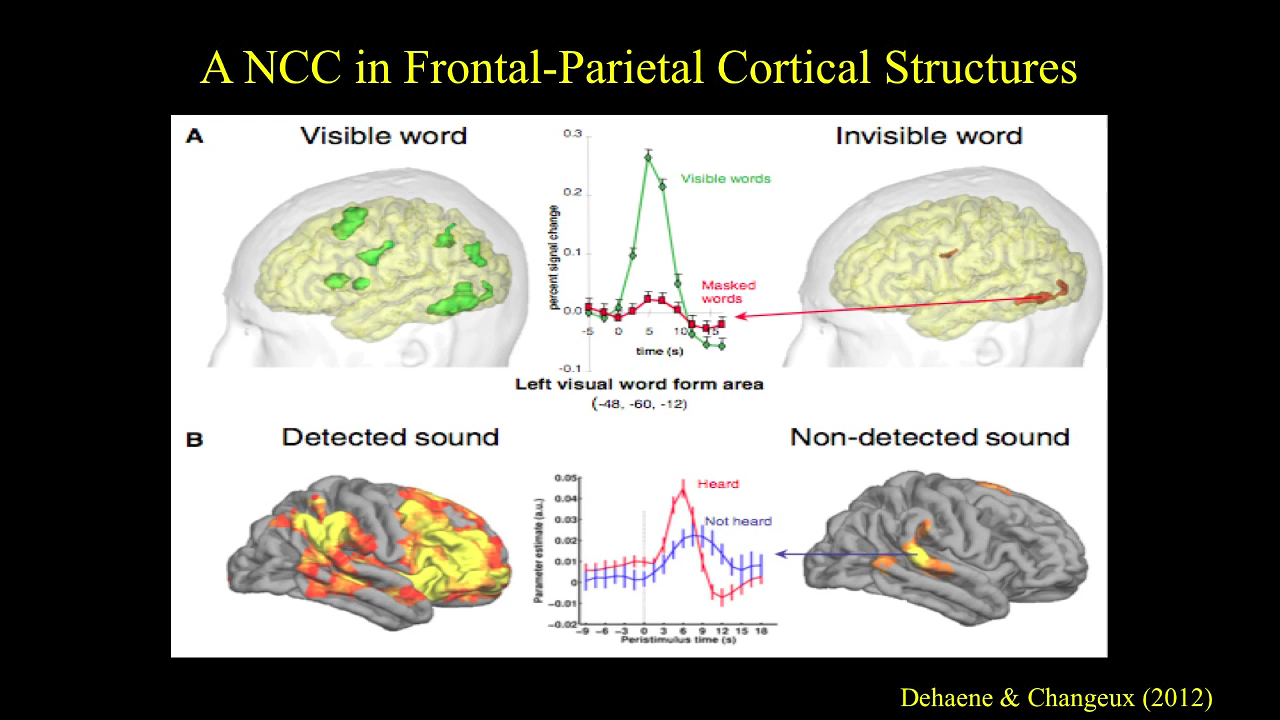 A NCC in Frontal-Parietal Cortical Structures
A
Visible word
Invisible word
0.3
0.2
0.1
0.0
-0.1
percent signal change
Visible words
Masked
words
-5 0 5 10 15
time (s)
Left visual word form area
(-48, -60, -12)
B
Detected sound
Non-detected sound
0.05
0.04
0.03
0.02
0.01
0
-0.01
-0.02
Parameter estimate (a.u.)
Heard
Not heard
-9 -6 -3 0 3 6 9 12 15 18
Peristimulus time (s)
Dehaene & Changeux (2012)